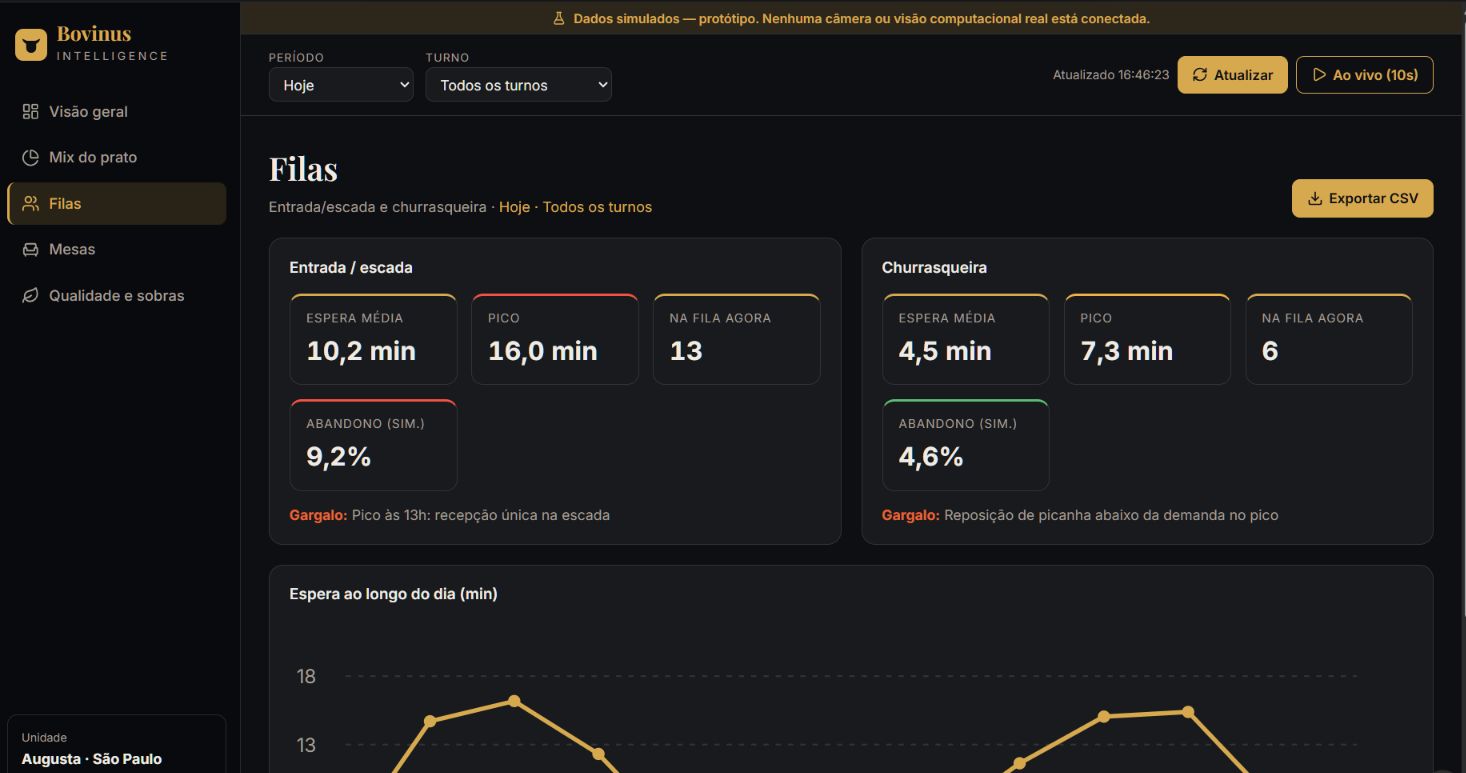 Bovinus
INTELLIGENCE
Visão geral
Mix do prato
Filas
Mesas
Qualidade e sobras
Unidade
Augusta · São Paulo
Dados simulados — protótipo. Nenhuma câmera ou visão computacional real está conectada.
PERÍODO
Hoje
TURNO
Todos os turnos
Atualizado 16:46:23
Atualizar
Ao vivo (10s)
Filas
Entrada/escada e churrasqueira · Hoje · Todos os turnos
Exportar CSV
Entrada / escada
ESPERA MÉDIA
10,2 min
PICO
16,0 min
NA FILA AGORA
13
ABANDONO (SIM.)
9,2%
Gargalo: Pico às 13h: recepção única na escada
Churrasqueira
ESPERA MÉDIA
4,5 min
PICO
7,3 min
NA FILA AGORA
6
ABANDONO (SIM.)
4,6%
Gargalo: Reposição de picanha abaixo da demanda no pico
Espera ao longo do dia (min)
18
13